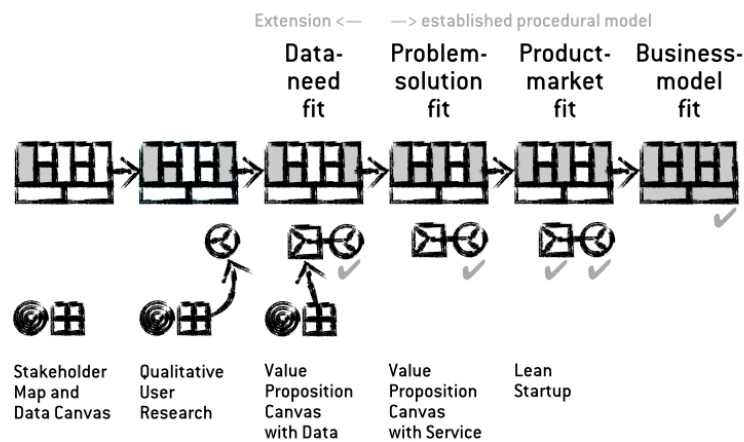 Extension <— —> established procedural model
Data-
need
fit
Problem-
solution
fit
Product-
market
fit
Business-
model
fit
Stakeholder
Map and
Data Canvas
Qualitative
User
Research
Value
Proposition
Canvas
with Data
Value
Proposition
Canvas
with Service
Lean
Startup